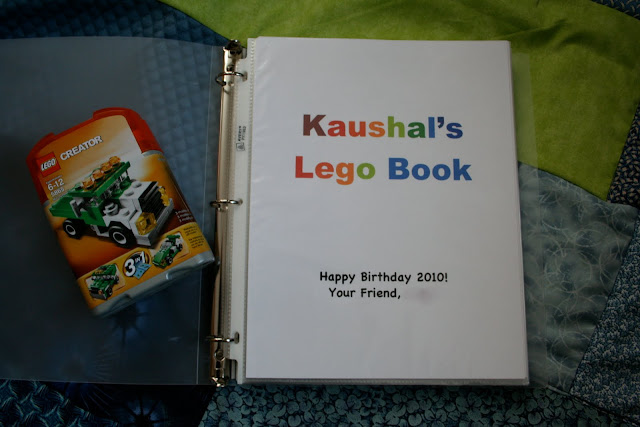 LEGO CREATOR
6-12
3in1
Kaushal's
Lego Book
Happy Birthday 2010!
Your Friend,